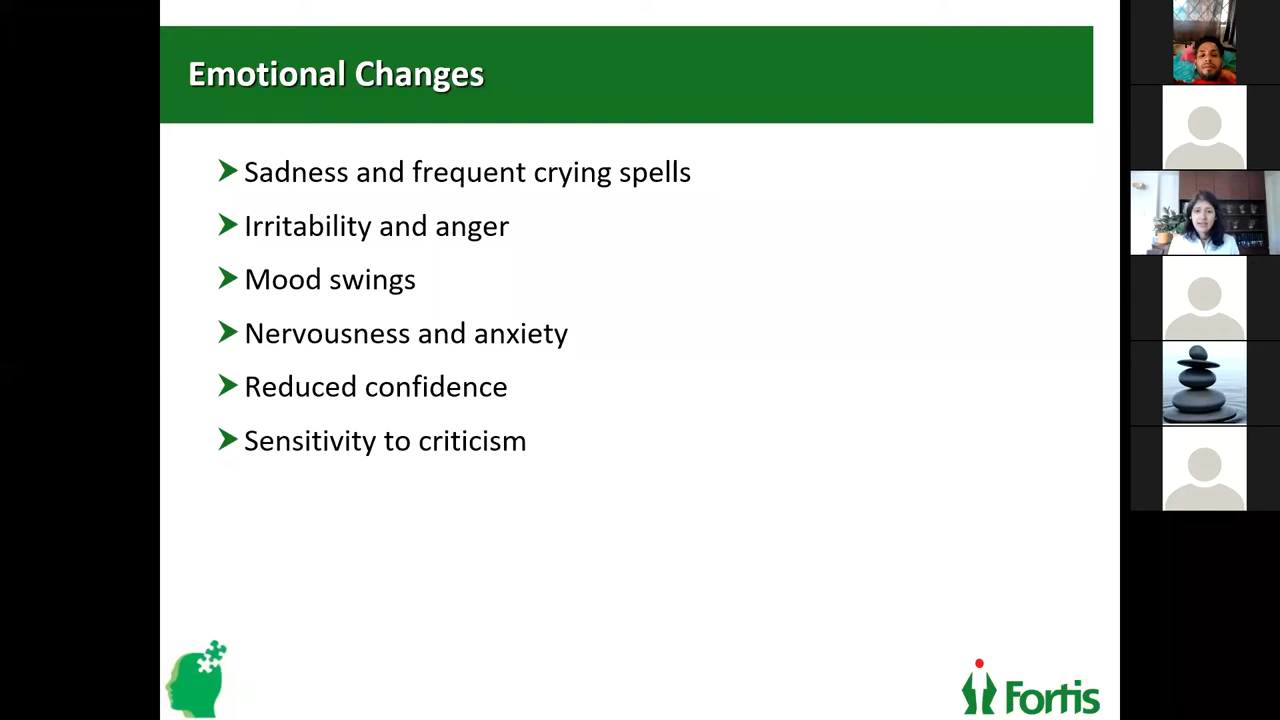 Emotional Changes
Sadness and frequent crying spells
Irritability and anger
Mood swings
Nervousness and anxiety
Reduced confidence
Sensitivity to criticism
Fortis